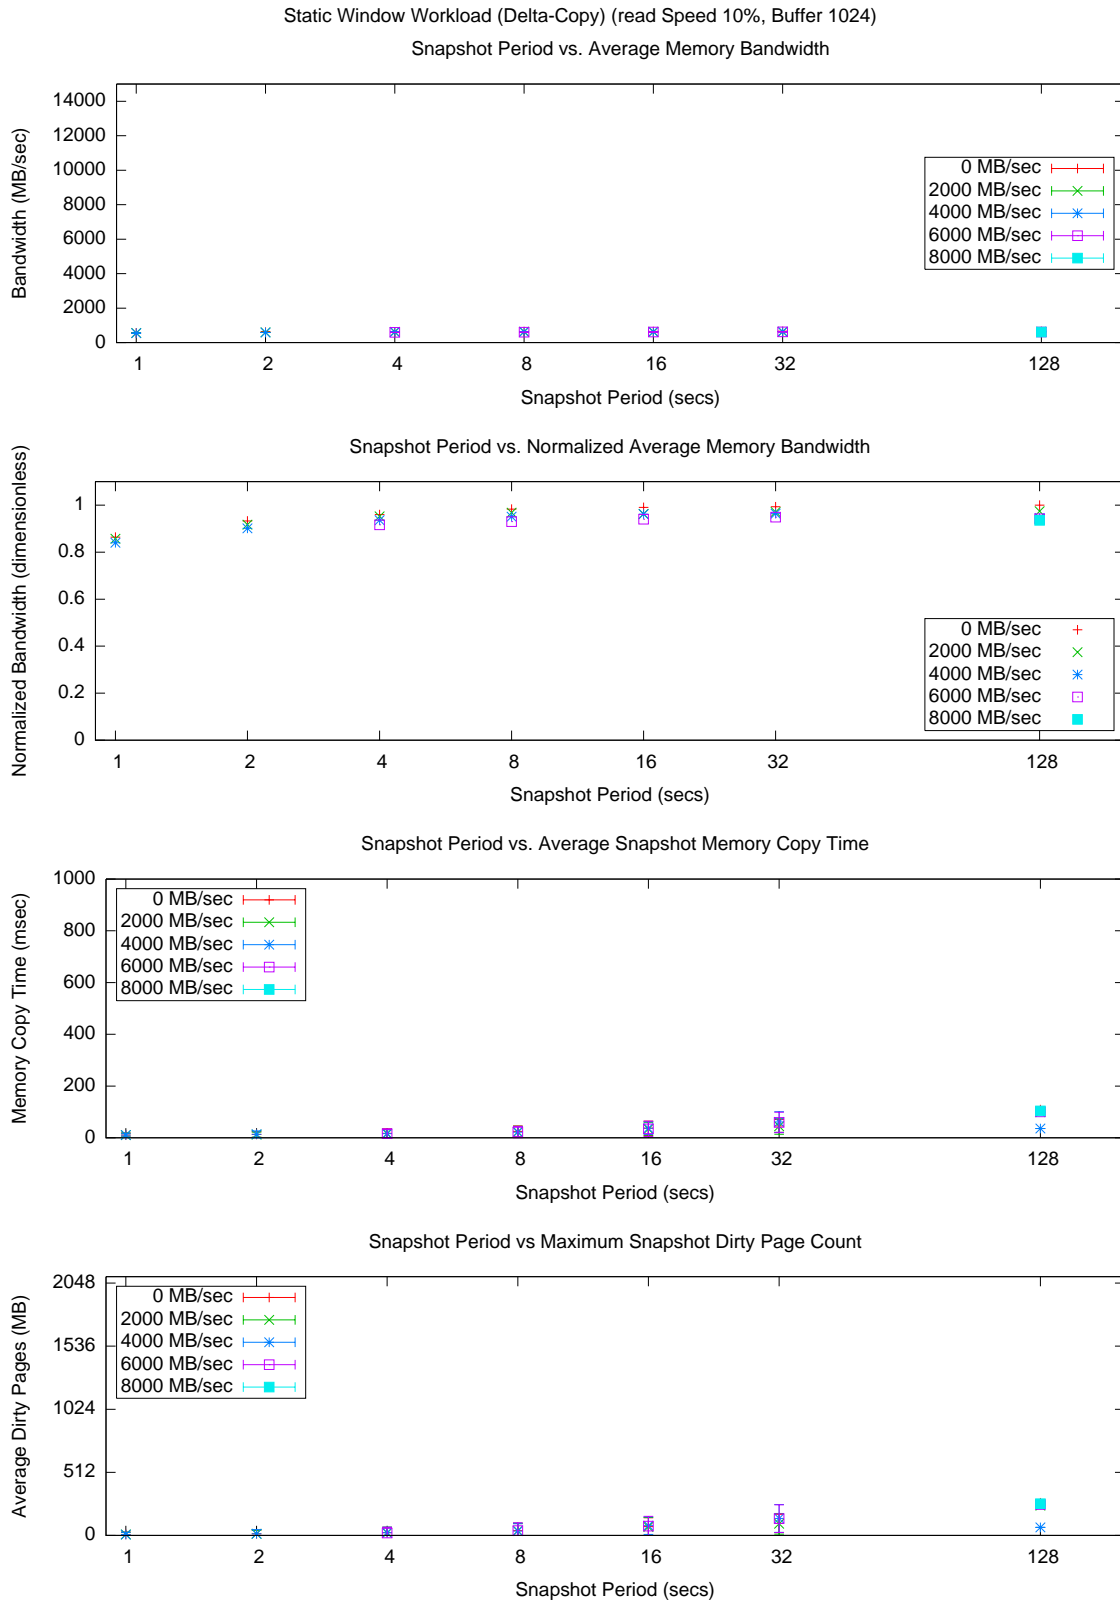 Static Window Workload (Delta-Copy) (read Speed 10%, Buffer 1024)
Snapshot Period vs. Average Memory Bandwidth
Bandwidth (MB/sec)
14000
12000
10000
8000
6000
4000
2000
0
0 MB/sec
2000 MB/sec
4000 MB/sec
6000 MB/sec
8000 MB/sec
1 2 4 8 16 32 128
Snapshot Period (secs)
Snapshot Period vs. Normalized Average Memory Bandwidth
Normalized Bandwidth (dimensionless)
1
0.8
0.6
0.4
0.2
0
0 MB/sec
2000 MB/sec
4000 MB/sec
6000 MB/sec
8000 MB/sec
1 2 4 8 16 32 128
Snapshot Period (secs)
Snapshot Period vs. Average Snapshot Memory Copy Time
Memory Copy Time (msec)
1000
800
600
400
200
0
0 MB/sec
2000 MB/sec
4000 MB/sec
6000 MB/sec
8000 MB/sec
1 2 4 8 16 32 128
Snapshot Period (secs)
Snapshot Period vs Maximum Snapshot Dirty Page Count
Average Dirty Pages (MB)
2048
1536
1024
512
0
0 MB/sec
2000 MB/sec
4000 MB/sec
6000 MB/sec
8000 MB/sec
1 2 4 8 16 32 128
Snapshot Period (secs)